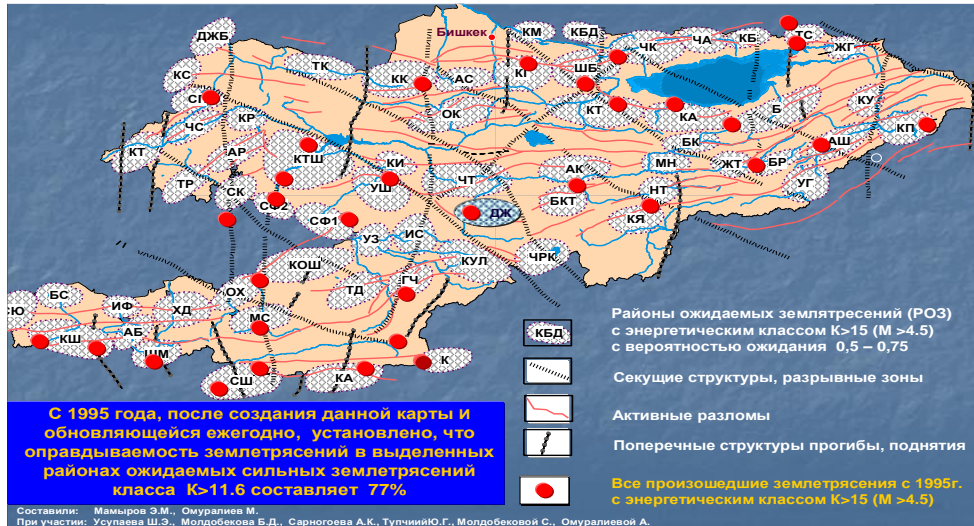 ДЖБ
Бишкек
КМ
КБД
ЧК
ЧА
КБ
ТС
ЖГ
КС
ТК
КК
АС
КГ
ШБ
СГ
ЧС
КР
ОК
КТ
КА
Б
КУ
КП
КТ
АР
КТШ
КИ
БК
АШ
ТР
СК
УШ
ЧТ
АК
МН
ЖТ
БР
СФ2
СФ1
ДЖ
БКТ
НТ
УГ
КЯ
УЗ
ИС
КОШ
КУЛ
ЧРК
СЮ
БС
ИФ
ХД
ОХ
ТД
ГЧ
КШ
АБ
МС
ШМ
СШ
КА
К
КБД
Районы ожидаемых землятресений (РОЗ)
с энергетическим классом К>15 (М >4.5)
с вероятностью ожидания 0,5 – 0,75
Секущие структуры, разрывные зоны
Активные разломы
Поперечные структуры прогибы, поднятия
Все произошедшие землетрясения с 1995г.
с энергетическим классом К>15 (М >4.5)
С 1995 года, после создания данной карты и
обновляющейся ежегодно, установлено, что
оправдываемость землетрясений в выделенных
районах ожидаемых сильных землетрясений
класса К>11.6 составляет 77%
Составили: Мамыров Э.М., Омуралиев М.
При участии: Усупаева Ш.Э., Молдобекова Б.Д., Сарногоева А.К., ТупчиийЮ.Г., Молдобековой С., Омуралиевой А.